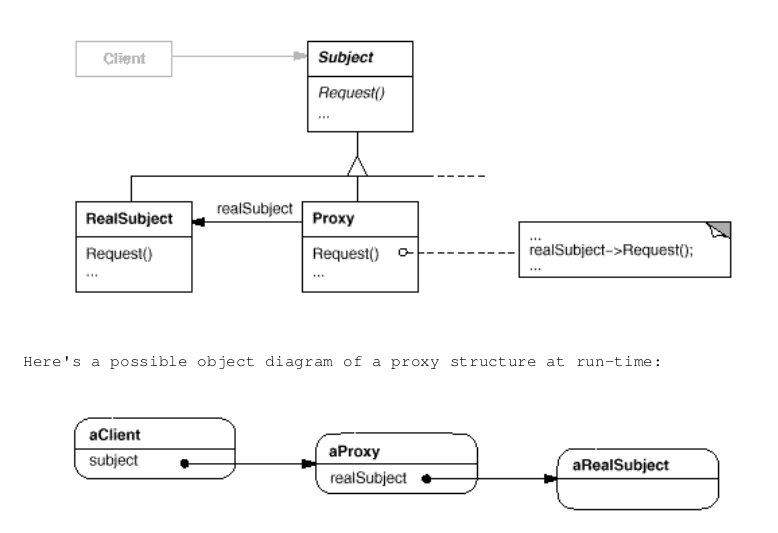 Client
Subject
Request()
...
RealSubject
Request()
...
realSubject
Proxy
Request()
...
...
realSubject->Request();
...
Here's a possible object diagram of a proxy structure at run-time:
aClient
subject
aProxy
realSubject
aRealSubject